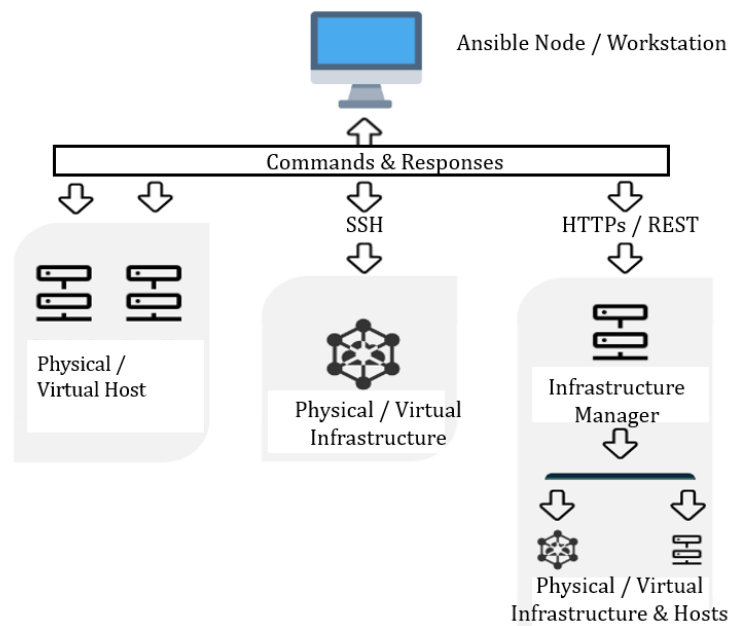 Ansible Node / Workstation
Commands & Responses
SSH
HTTPs / REST
Physical /
Virtual Host
Physical / Virtual
Infrastructure
Infrastructure
Manager
Physical / Virtual
Infrastructure & Hosts